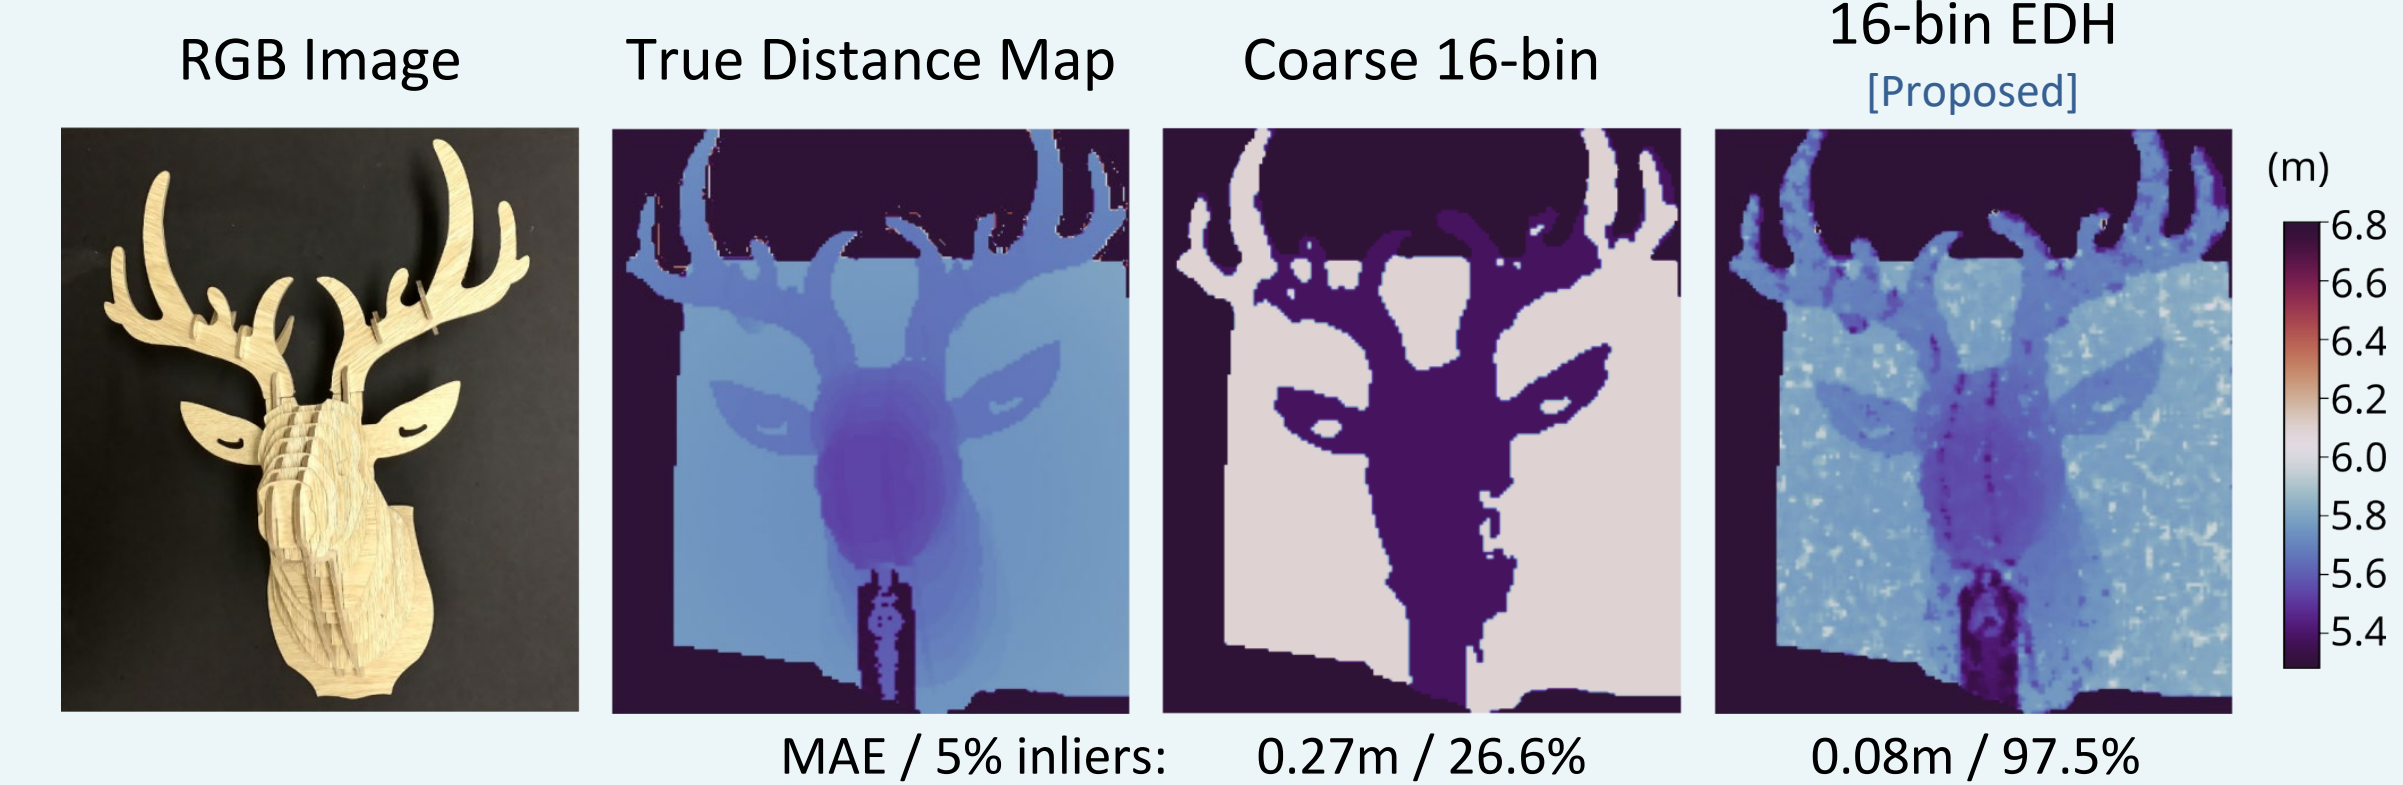 RGB Image
True Distance Map
Coarse 16-bin
16-bin EDH
[Proposed]
(m)
6.8
6.6
6.4
6.2
6.0
5.8
5.6
5.4
MAE / 5% inliers:
0.27m / 26.6%
0.08m / 97.5%